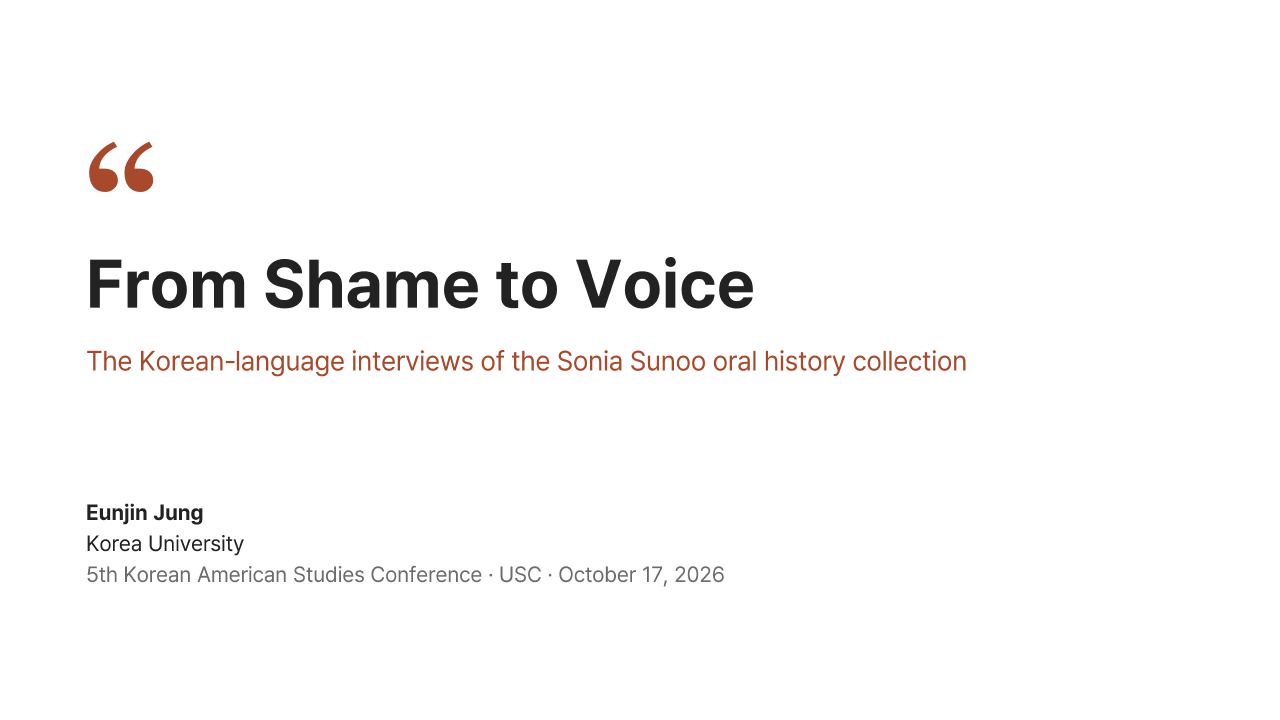 “
From Shame to Voice
The Korean-language interviews of the Sonia Sunoo oral history collection
Eunjin Jung
Korea University
5th Korean American Studies Conference · USC · October 17, 2026